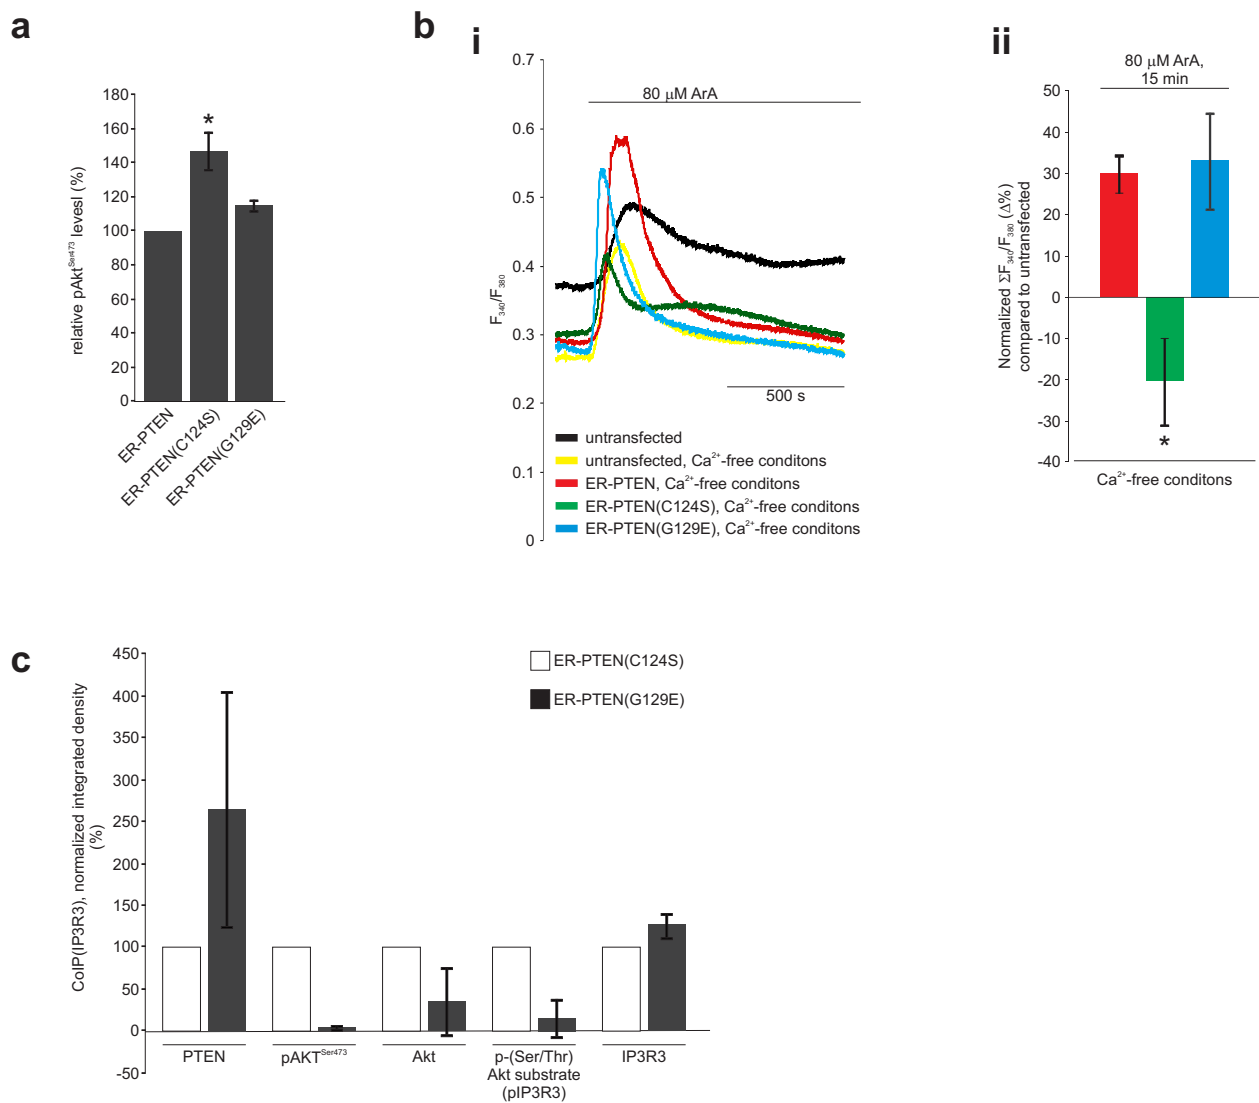 a
relative pAktSer473 levesl (%)
180
160
140
120
100
80
60
40
20
0
*
ER-PTEN
ER-PTEN(C124S)
ER-PTEN(G129E)
b
i
F340/F380
0.7
0.6
0.5
0.4
0.3
0.2
0.1
0
80 µM ArA
500 s
untransfected
untransfected, Ca2+-free conditons
ER-PTEN, Ca2+-free conditons
ER-PTEN(C124S), Ca2+-free conditons
ER-PTEN(G129E), Ca2+-free conditons
ii
80 µM ArA,
15 min
Normalized ΣF340/F380 (Δ%)
compared to untransfected
50
40
30
20
10
0
-10
-20
-30
-40
*
Ca2+-free conditons
c
CoIP(IP3R3), normalized integrated density
(%)
450
400
350
300
250
200
150
100
50
0
-50
ER-PTEN(C124S)
ER-PTEN(G129E)
PTEN
pAKTSer473
Akt
p-(Ser/Thr)
Akt substrate
(pIP3R3)
IP3R3